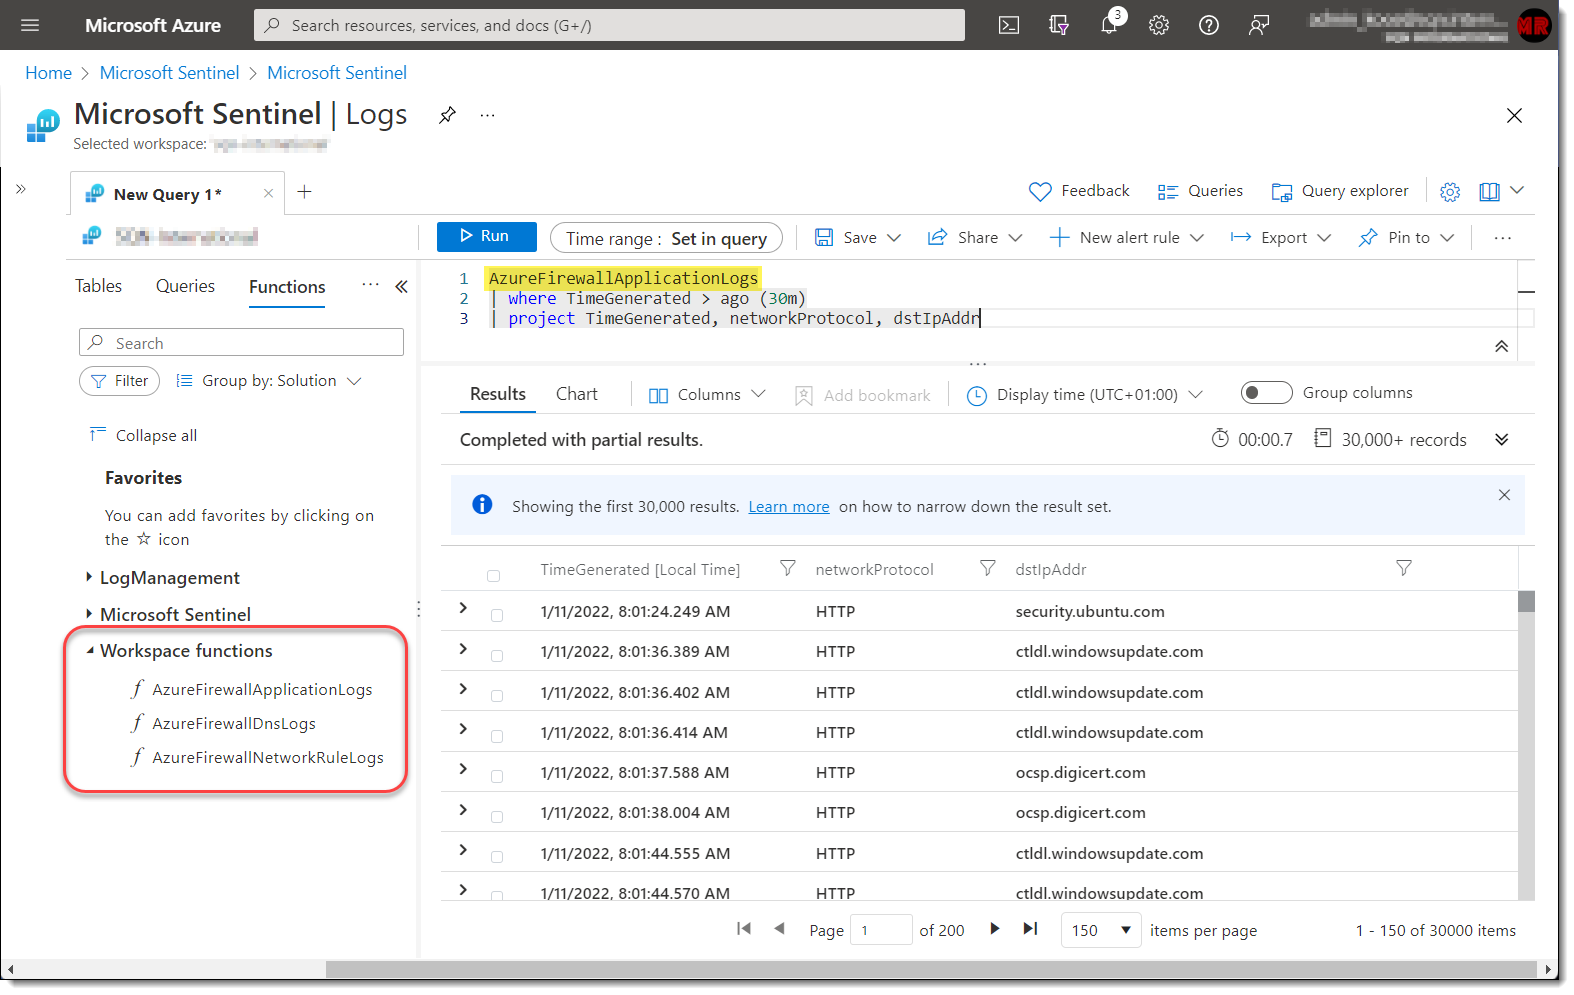 Microsoft Azure
Search resources, services, and docs (G+/)
3
MR
Home > Microsoft Sentinel > Microsoft Sentinel
Microsoft Sentinel | Logs
Selected workspace:
New Query 1*
Feedback
Queries
Query explorer
Run
Time range : Set in query
Save
Share
New alert rule
Export
Pin to
Tables
Queries
Functions
Search
Filter
Group by: Solution
Collapse all
Favorites
You can add favorites by clicking on
the ☆ icon
LogManagement
Microsoft Sentinel
Workspace functions
f AzureFirewallApplicationLogs
f AzureFirewallDnsLogs
f AzureFirewallNetworkRuleLogs
1 AzureFirewallApplicationLogs
2 | where TimeGenerated > ago (30m)
3 | project TimeGenerated, networkProtocol, dstIpAddr
Results
Chart
Columns
Add bookmark
Display time (UTC+01:00)
Group columns
Completed with partial results.
00:00.7
30,000+ records
Showing the first 30,000 results. Learn more on how to narrow down the result set.
TimeGenerated [Local Time] networkProtocol dstIpAddr
1/11/2022, 8:01:24.249 AM HTTP security.ubuntu.com
1/11/2022, 8:01:36.389 AM HTTP ctldl.windowsupdate.com
1/11/2022, 8:01:36.402 AM HTTP ctldl.windowsupdate.com
1/11/2022, 8:01:36.414 AM HTTP ctldl.windowsupdate.com
1/11/2022, 8:01:37.588 AM HTTP ocsp.digicert.com
1/11/2022, 8:01:38.004 AM HTTP ocsp.digicert.com
1/11/2022, 8:01:44.555 AM HTTP ctldl.windowsupdate.com
1/11/2022, 8:01:44.570 AM HTTP ctldl.windowsupdate.com
Page 1 of 200
150 items per page
1 - 150 of 30000 items